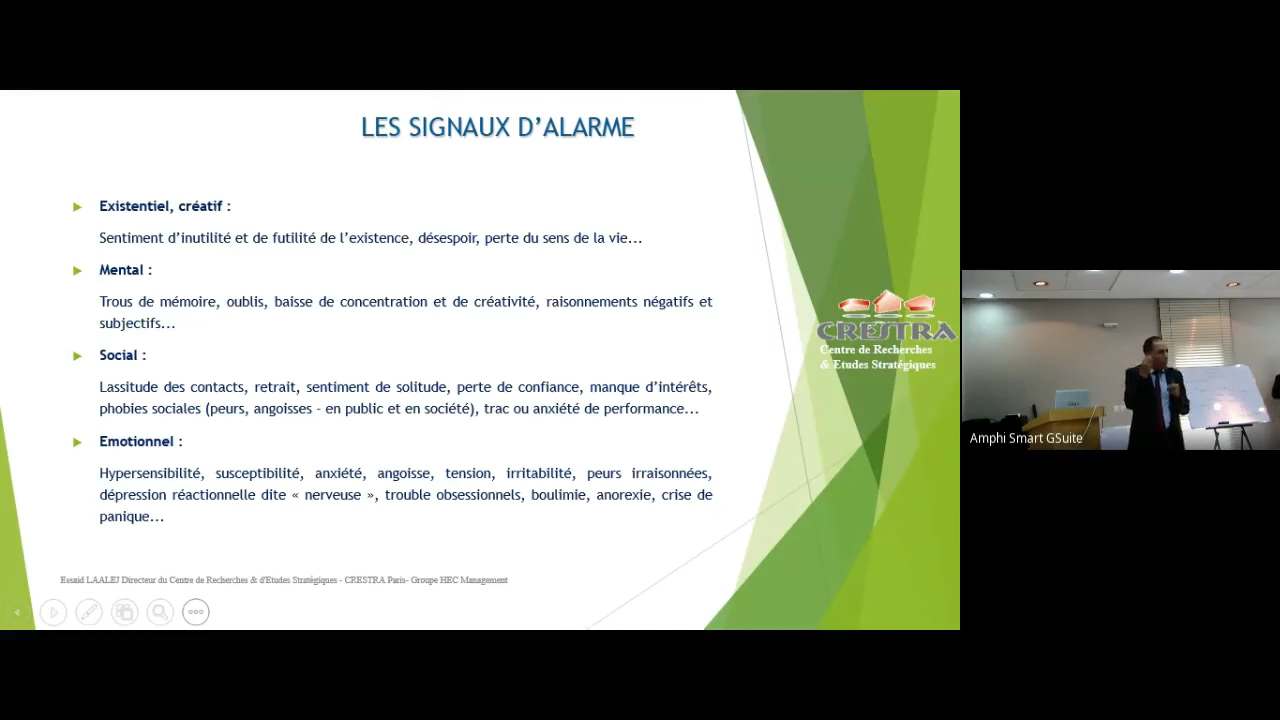 LES SIGNAUX D’ALARME
Existentiel, créatif :
Sentiment d’inutilité et de futilité de l’existence, désespoir, perte du sens de la vie...
Mental :
Trous de mémoire, oublis, baisse de concentration et de créativité, raisonnements négatifs et
subjectifs...
Social :
Lassitude des contacts, retrait, sentiment de solitude, perte de confiance, manque d’intérêts,
phobies sociales (peurs, angoisses - en public et en société), trac ou anxiété de performance...
Emotionnel :
Hypersensibilité, susceptibilité, anxiété, angoisse, tension, irritabilité, peurs irraisonnées,
dépression réactionnelle dite « nerveuse », trouble obsessionnels, boulimie, anorexie, crise de
panique...
CRESTRA
Centre de Recherches
& Etudes Stratégiques
Essaid LAALEJ Directeur du Centre de Recherches & d'Etudes Stratégiques - CRESTRA Paris- Groupe HEC Management
Amphi Smart GSuite